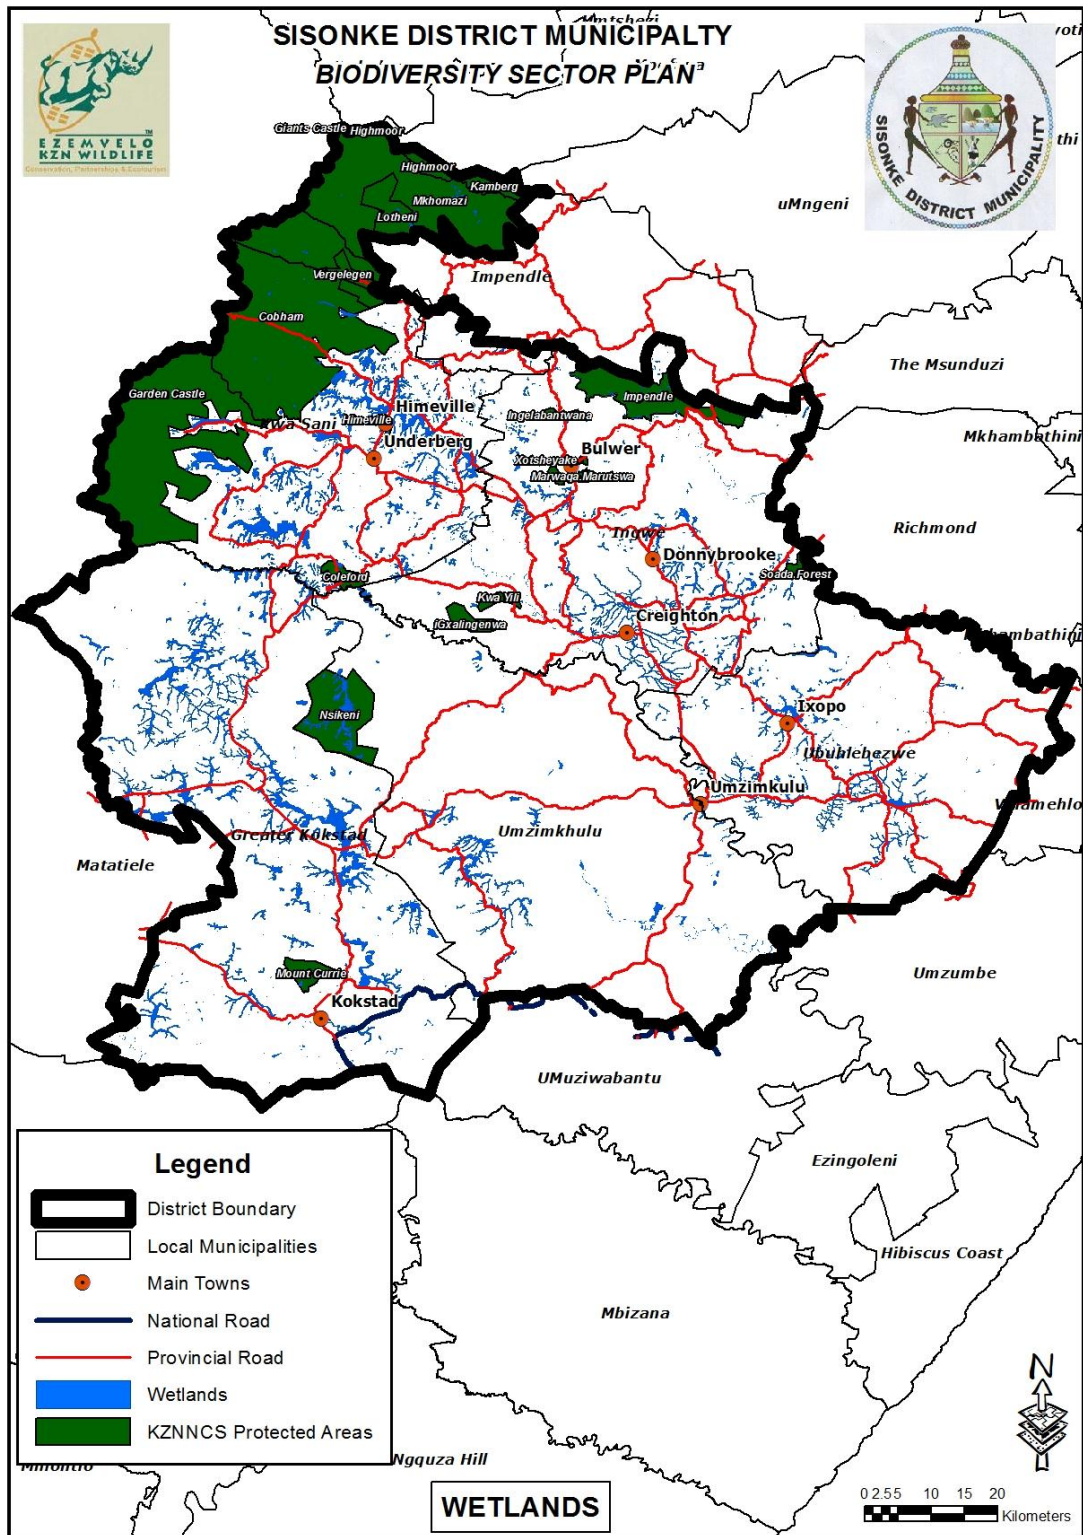 SISONKE DISTRICT MUNICIPALTY
BIODIVERSITY SECTOR PLAN
EZEMVELO
KZN WILDLIFE
TM
Conservation, Partnerships & Ecotourism
SISONKE DISTRICT MUNICIPALITY
Giants Castle
Highmoor
Highmoor
Kamberg
Mkhomazi
Lotheni
uMngeni
Vergelegen
Impendle
Cobham
The Msunduzi
Garden Castle
Impendle
Himeville
Ingelabantwana
Kwa Sani
Himeville
Underberg
Mkhambathini
Bulwer
Xotsheyake
Marwaqa
Marutswa
Richmond
Ingwe
Donnybrooke
Coleford
Soada Forest
Kwa Yili
iGxalingenwa
Creighton
Nsikeni
Ixopo
Ubuhlebezwe
Umzimkulu
Greater Kokstad
Umzimkhulu
Matatiele
Mount Currie
Umzumbe
Kokstad
UMuziwabantu
Ezingoleni
Hibiscus Coast
Mbizana
Ngquza Hill
Legend
District Boundary
Local Municipalities
Main Towns
National Road
Provincial Road
Wetlands
KZNNCS Protected Areas
WETLANDS
N
0 2.55 10 15 20
Kilometers